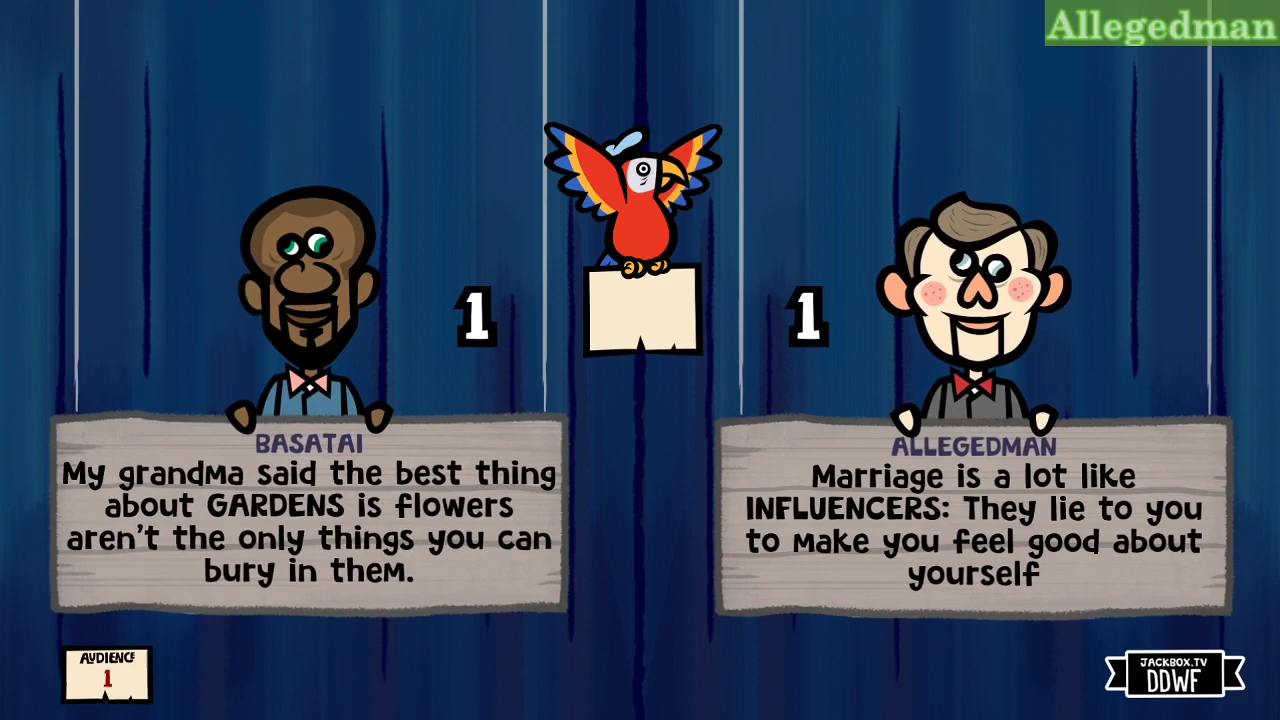 Allegedman
1
1
BASATAI
My grandma said the best thing
about GARDENS is flowers
aren't the only things you can
bury in them.
ALLEGEDMAN
Marriage is a lot like
INFLUENCERS: They lie to you
to make you feel good about
yourself
AUDIENCE
1
JACKBOX.TV
DDWF